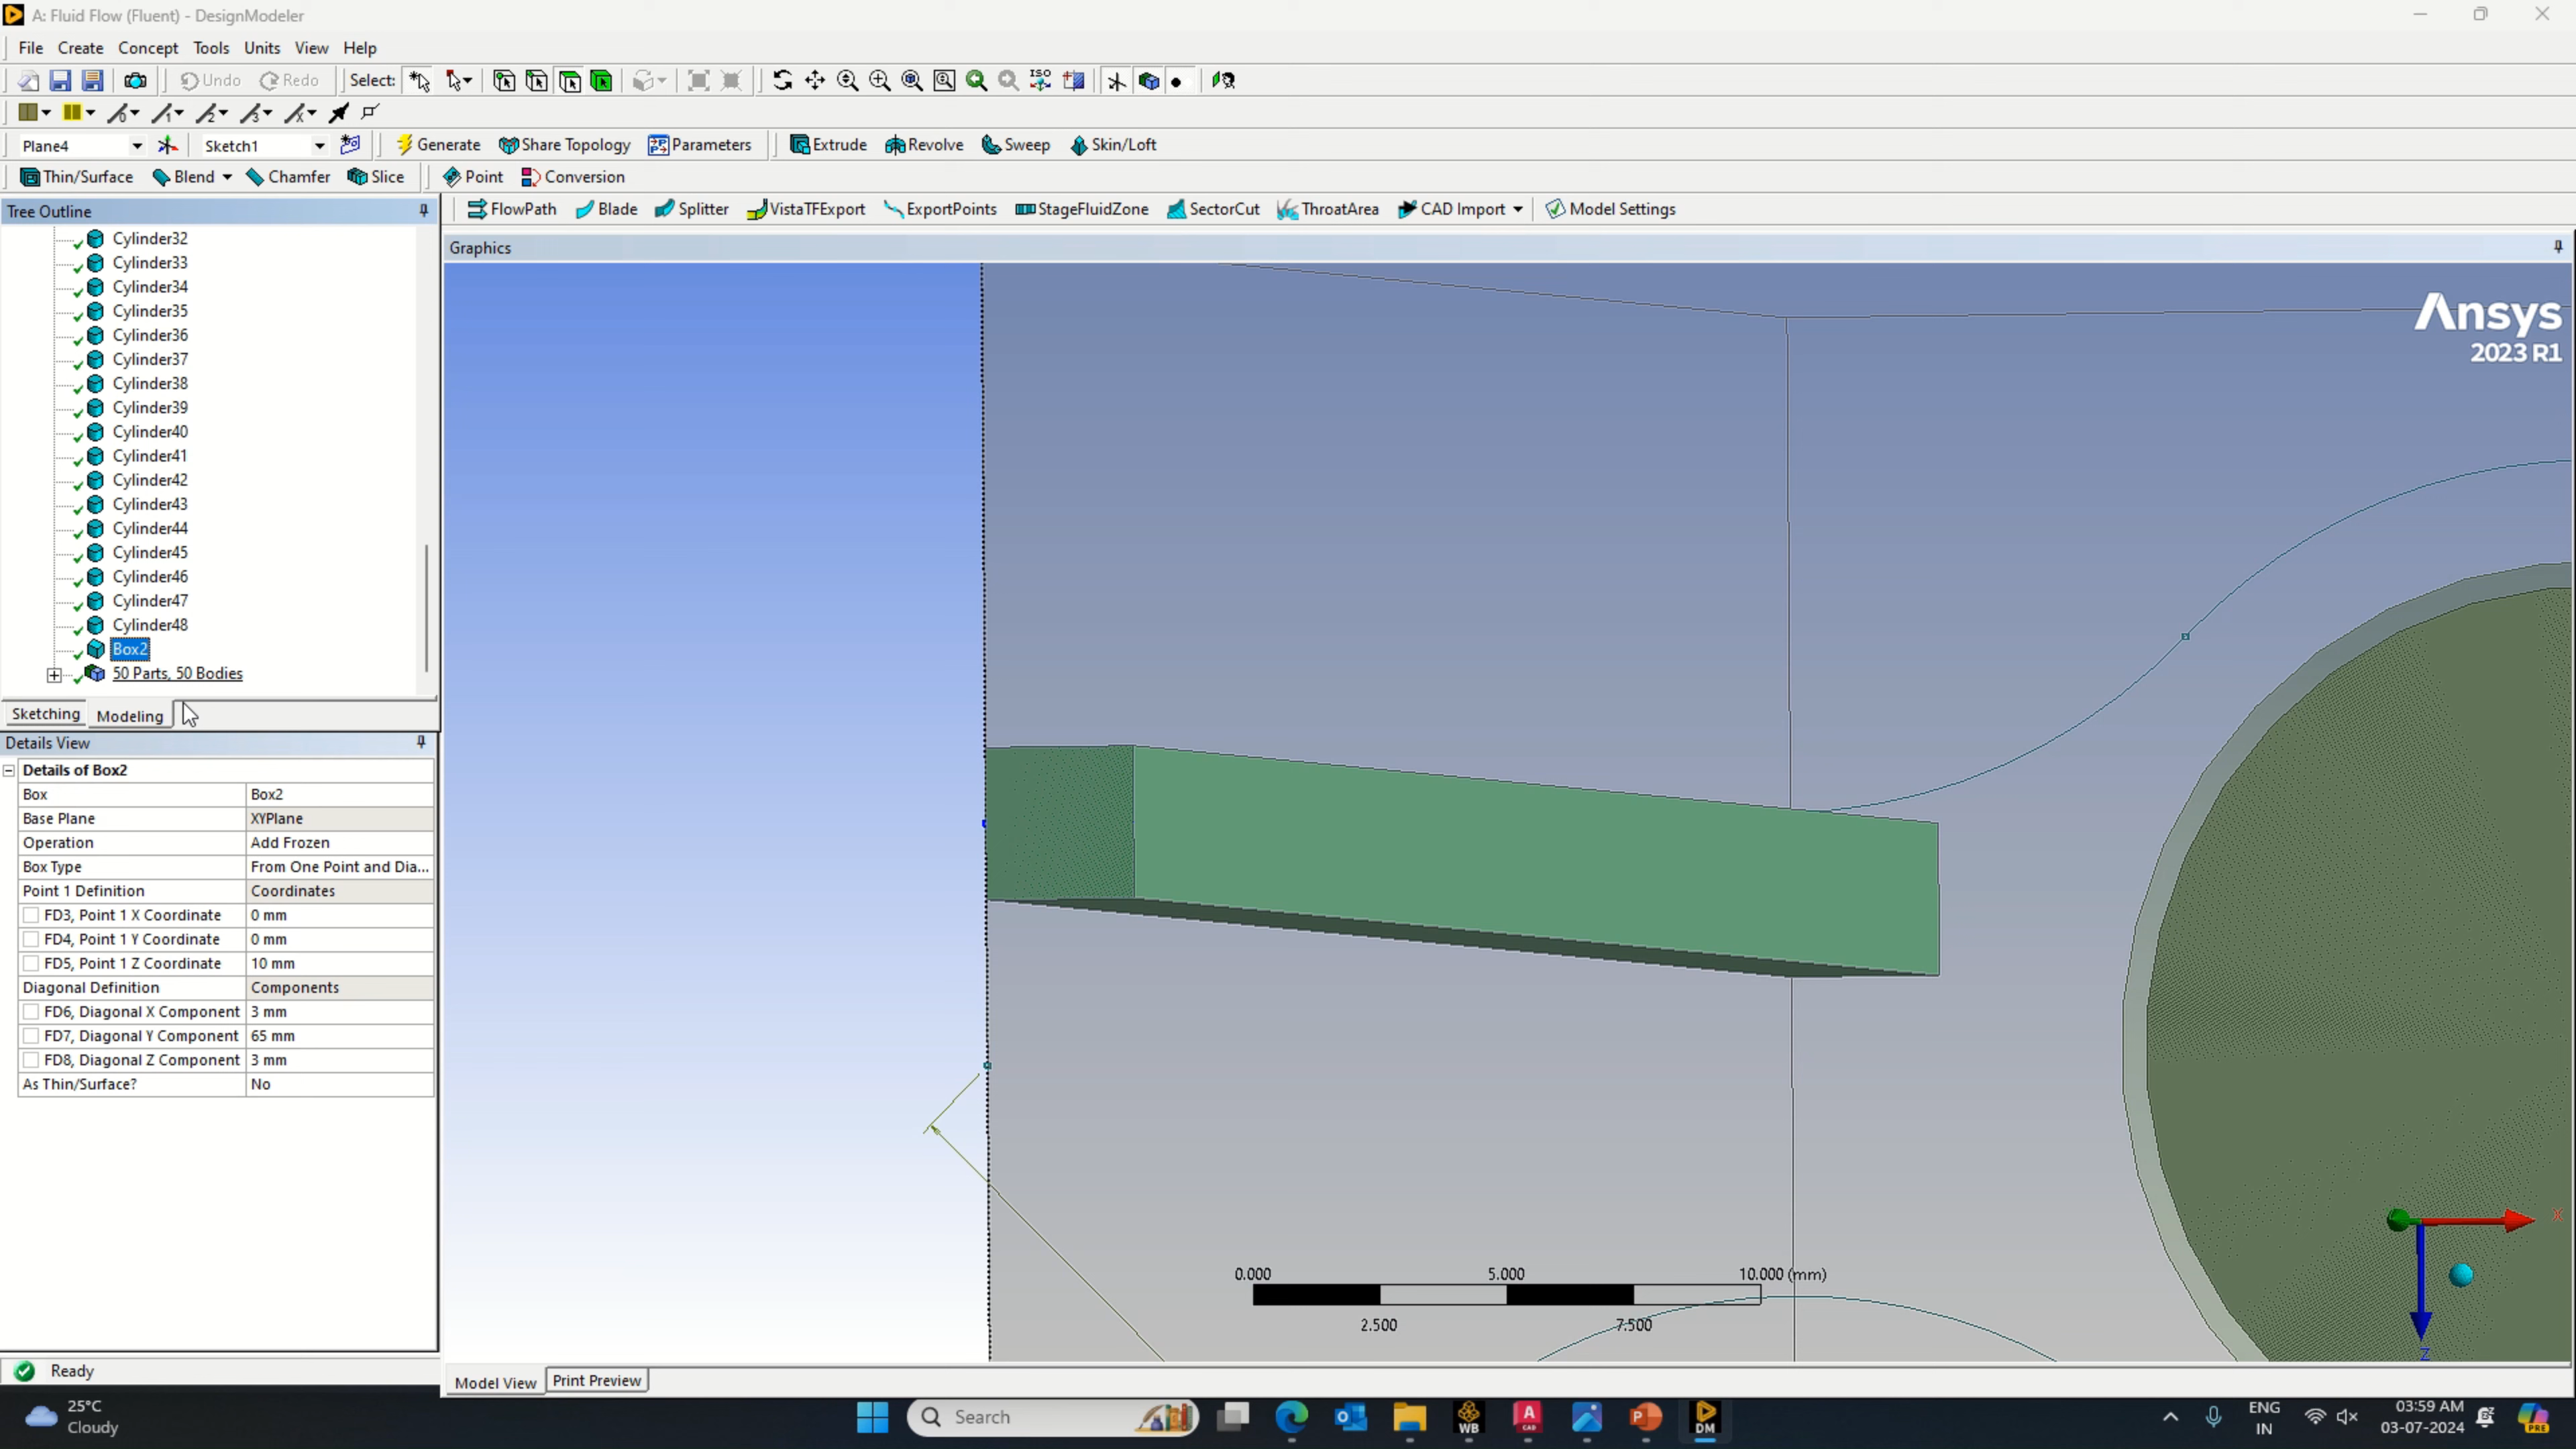 A: Fluid Flow (Fluent) - DesignModeler
File Create Concept Tools Units View Help
Undo Redo Select: ISO
Plane4 Sketch1 Generate Share Topology Parameters Extrude Revolve Sweep Skin/Loft
Thin/Surface Blend Chamfer Slice Point Conversion
FlowPath Blade Splitter VistaTFExport ExportPoints StageFluidZone SectorCut ThroatArea CAD Import Model Settings
Tree Outline
Cylinder32
Cylinder33
Cylinder34
Cylinder35
Cylinder36
Cylinder37
Cylinder38
Cylinder39
Cylinder40
Cylinder41
Cylinder42
Cylinder43
Cylinder44
Cylinder45
Cylinder46
Cylinder47
Cylinder48
Box2
50 Parts, 50 Bodies
Sketching Modeling
Details View
Details of Box2
Box Box2
Base Plane XYPlane
Operation Add Frozen
Box Type From One Point and Dia...
Point 1 Definition Coordinates
FD3, Point 1 X Coordinate 0 mm
FD4, Point 1 Y Coordinate 0 mm
FD5, Point 1 Z Coordinate 10 mm
Diagonal Definition Components
FD6, Diagonal X Component 3 mm
FD7, Diagonal Y Component 65 mm
FD8, Diagonal Z Component 3 mm
As Thin/Surface? No
Ready
Graphics
Ansys
2023 R1
0.000 5.000 10.000 (mm)
2.500 7.500
X
Z
Model View Print Preview
25°C
Cloudy
Search
WB
A
CAD
P
DM
ENG
IN
03:59 AM
03-07-2024
PRE